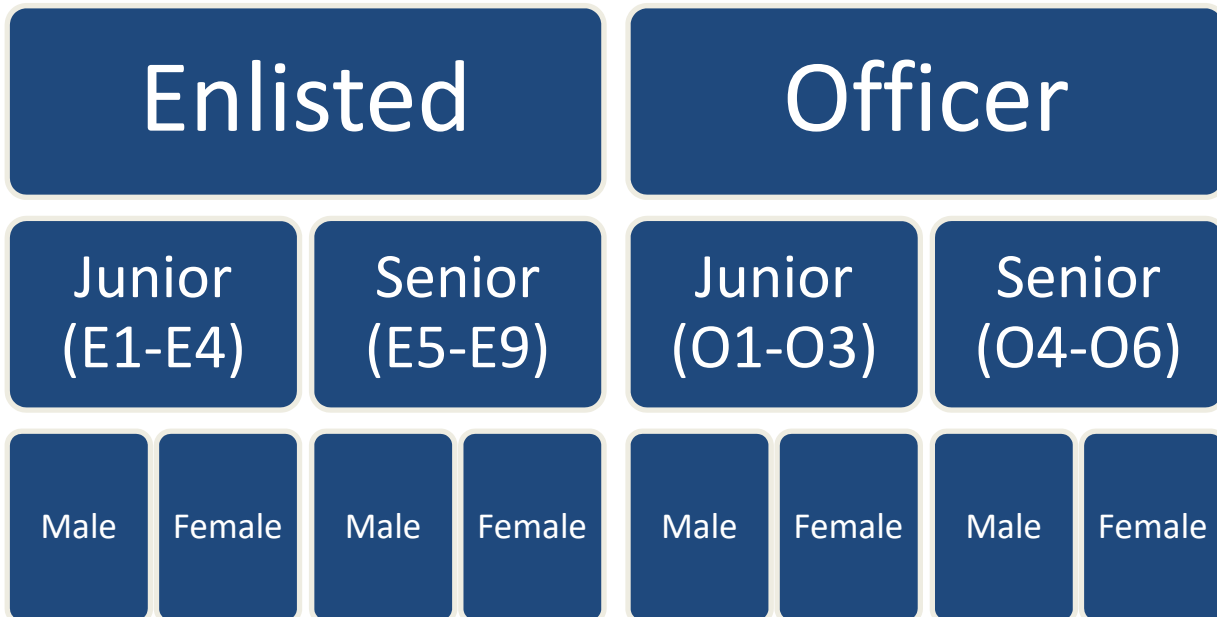 Enlisted
Officer
Junior
(E1-E4)
Senior
(E5-E9)
Junior
(O1-O3)
Senior
(O4-O6)
Male
Female
Male
Female
Male
Female
Male
Female